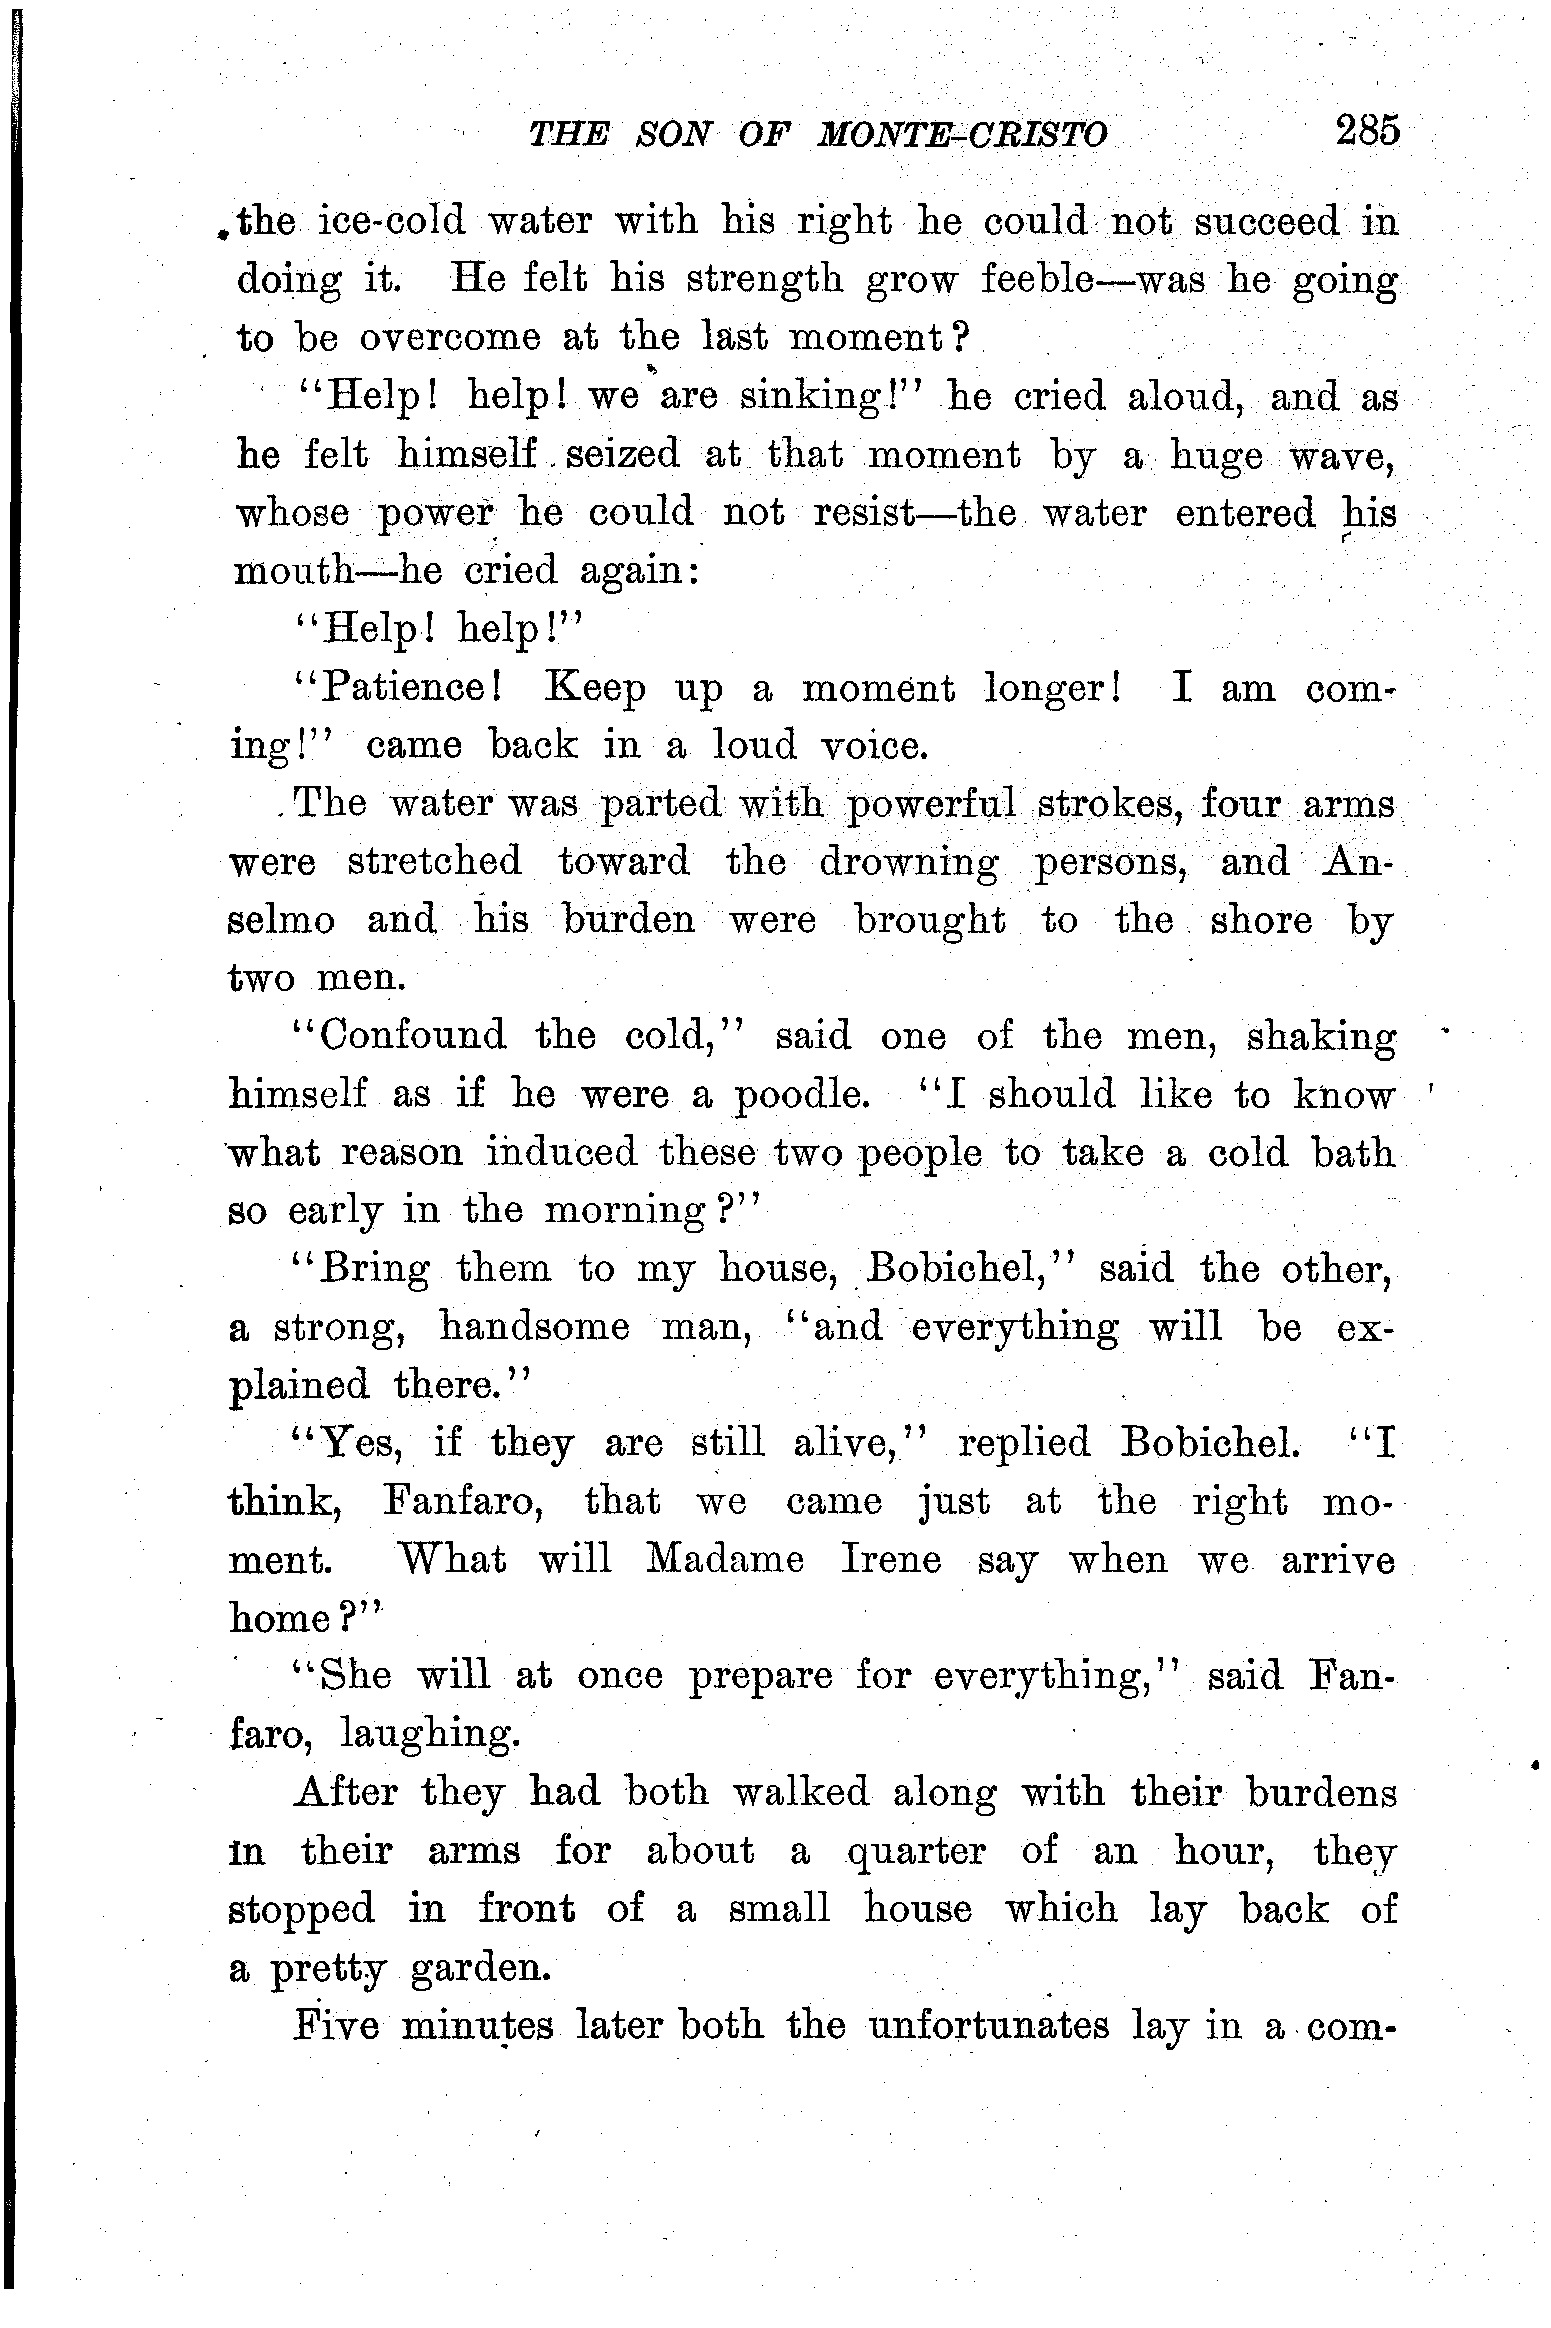 THE SON OF MONTE-CRISTO 285
the ice-cold water with his right he could not succeed in
doing it. He felt his strength grow feeble—was he going
to be overcome at the last moment?
"Help! help! we are sinking!" he cried aloud, and as
he felt himself seized at that moment by a huge wave,
whose power he could not resist—the water entered his
mouth—he cried again:
"Help! help!"
"Patience! Keep up a moment longer! I am com-
ing!" came back in a loud voice.
The water was parted with powerful strokes, four arms
were stretched toward the drowning persons, and An-
selmo and his burden were brought to the shore by
two men.
"Confound the cold," said one of the men, shaking
himself as if he were a poodle. "I should like to know
what reason induced these two people to take a cold bath
so early in the morning?"
"Bring them to my house, Bobichel," said the other,
a strong, handsome man, "and everything will be ex-
plained there."
"Yes, if they are still alive," replied Bobichel. "I
think, Fanfaro, that we came just at the right mo-
ment. What will Madame Irene say when we arrive
home?"
"She will at once prepare for everything," said Fan-
faro, laughing.
After they had both walked along with their burdens
in their arms for about a quarter of an hour, they
stopped in front of a small house which lay back of
a pretty garden.
Five minutes later both the unfortunates lay in a com-